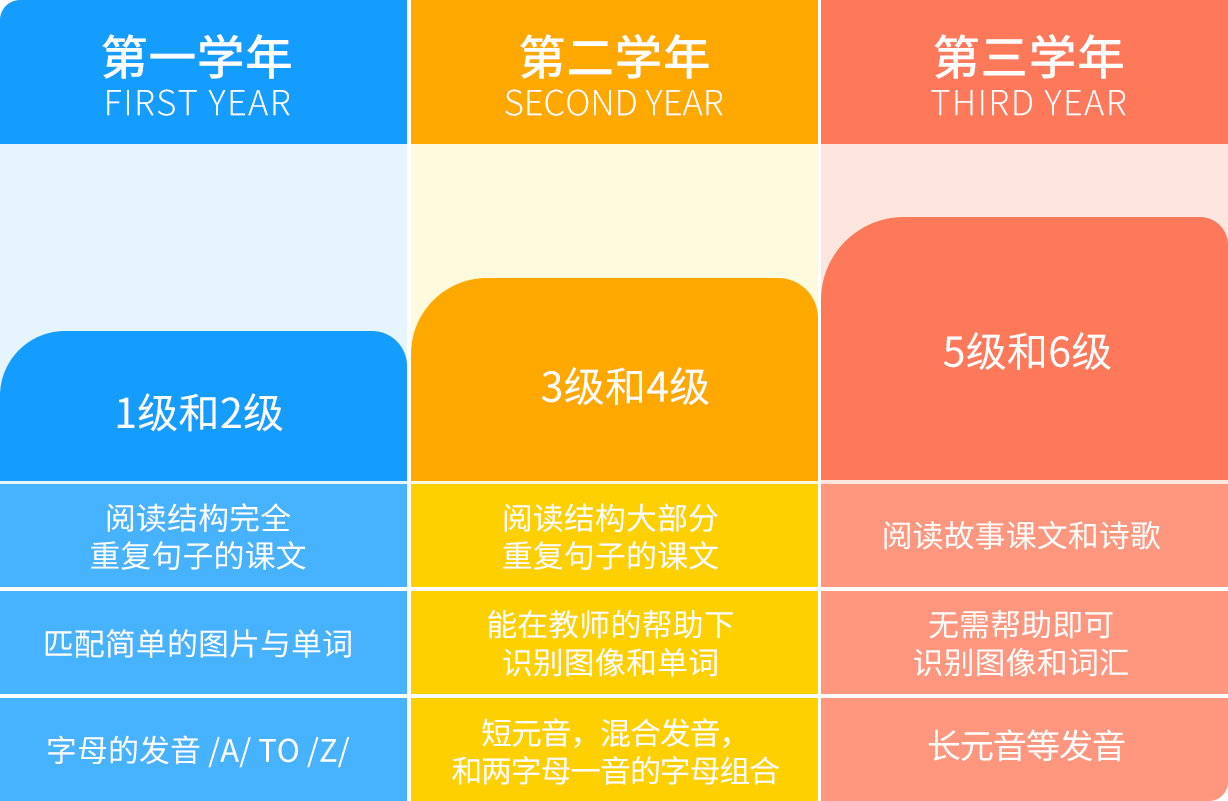 第一学年
FIRST YEAR
第二学年
SECOND YEAR
第三学年
THIRD YEAR
1级和2级
3级和4级
5级和6级
阅读结构完全
重复句子的课文
阅读结构大部分
重复句子的课文
阅读故事课文和诗歌
匹配简单的图片与单词
能在教师的帮助下
识别图像和单词
无需帮助即可
识别图像和词汇
字母的发音 /A/ TO /Z/
短元音，混合发音，
和两字母一音的字母组合
长元音等发音